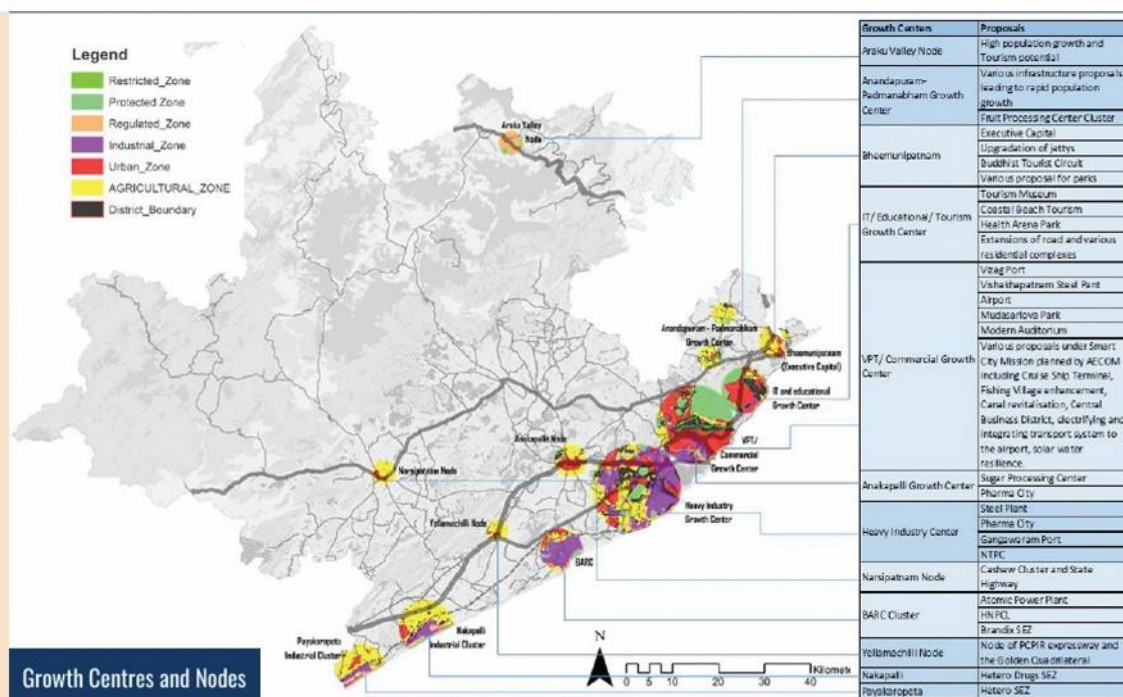 Legend
Restricted_Zone
Protected Zone
Regulated_Zone
Industrial_Zone
Urban_Zone
AGRICULTURAL_ZONE
District_Boundary
Araku Valley
Node
Anandapuram - Padmanabham
Growth Center
Bheemunipatnam
(Executive Capital)
IT and educational
Growth Center
VPT/
Commercial
Growth Center
Anakapalle Node
Narsipatnam Node
Heavy Industry
Growth Center
Yellamachilli Node
BARC
Nakapalli
Industrial Cluster
Payakaropeta
Industrial Cluster
N
0 5 10 20 30 40
Kilomete
Growth Centres and Nodes
Growth Centers Proposals
Araku Valley Node
High population growth and
Tourism potential
Anandapuram-
Padmanabham Growth
Center
Various infrastructure proposals
leading to rapid population
growth
Fruit Processing Center Cluster
Bheemunipatnam
Executive Capital
Upgradation of jettys
Buddhist Tourist Circuit
Various proposal for parks
IT/ Educational/ Tourism
Growth Center
Tourism Museum
Coastal Beach Tourism
Health Arena Park
Extensions of road and various
residential complexes
VPT/ Commercial Growth
Center
Vizag Port
Vishakhapatnam Steel Pant
Airport
Mudasarlova Park
Modern Auditorium
Various proposals under Smart
City Mission planned by AECOM
including Cruise Ship Terminal,
Fishing Village enhancement,
Canal revitalisation, Central
Business District, electrifying and
integrating transport system to
the airport, solar water
resilience.
Anakapelli Growth Center
Sugar Processing Center
Pharma City
Heavy Industry Center
Steel Plant
Pharma City
Gangavaram Port
NTPC
Narsipatnam Node
Cashew Cluster and State
Highway
BARC Cluster
Atomic Power Plant
HNPCL
Brandix SEZ
Yellamachilli Node
Node of PCPIR expressway and
the Golden Quadrilateral
Nakapalli Hetero Drugs SEZ
Payakaropeta Hetero SEZ